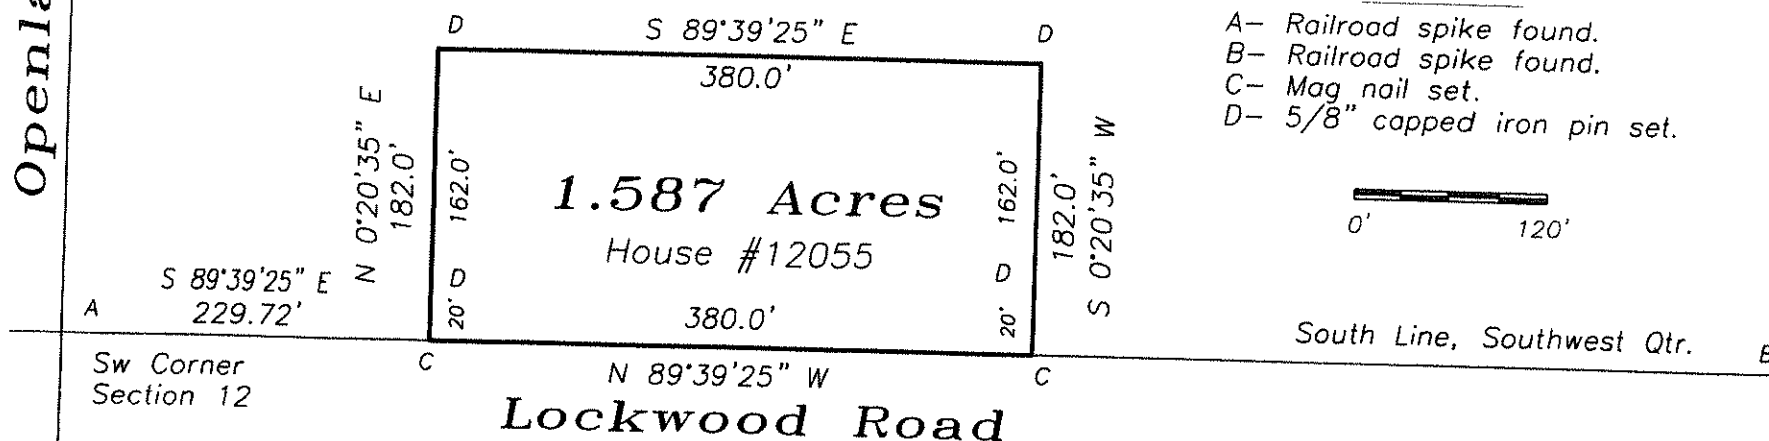 D
S 89°39'25" E
D
380.0'
N 0°20'35" E
182.0'
162.0'
1.587 Acres
House #12055
162.0'
182.0'
S 0°20'35" W
D
D
S 89°39'25" E
229.72'
A
20'
380.0'
20'
C
N 89°39'25" W
C
Sw Corner
Section 12
Lockwood Road
A– Railroad spike found.
B– Railroad spike found.
C– Mag nail set.
D– 5/8" capped iron pin set.
0'
120'
South Line, Southwest Qtr.